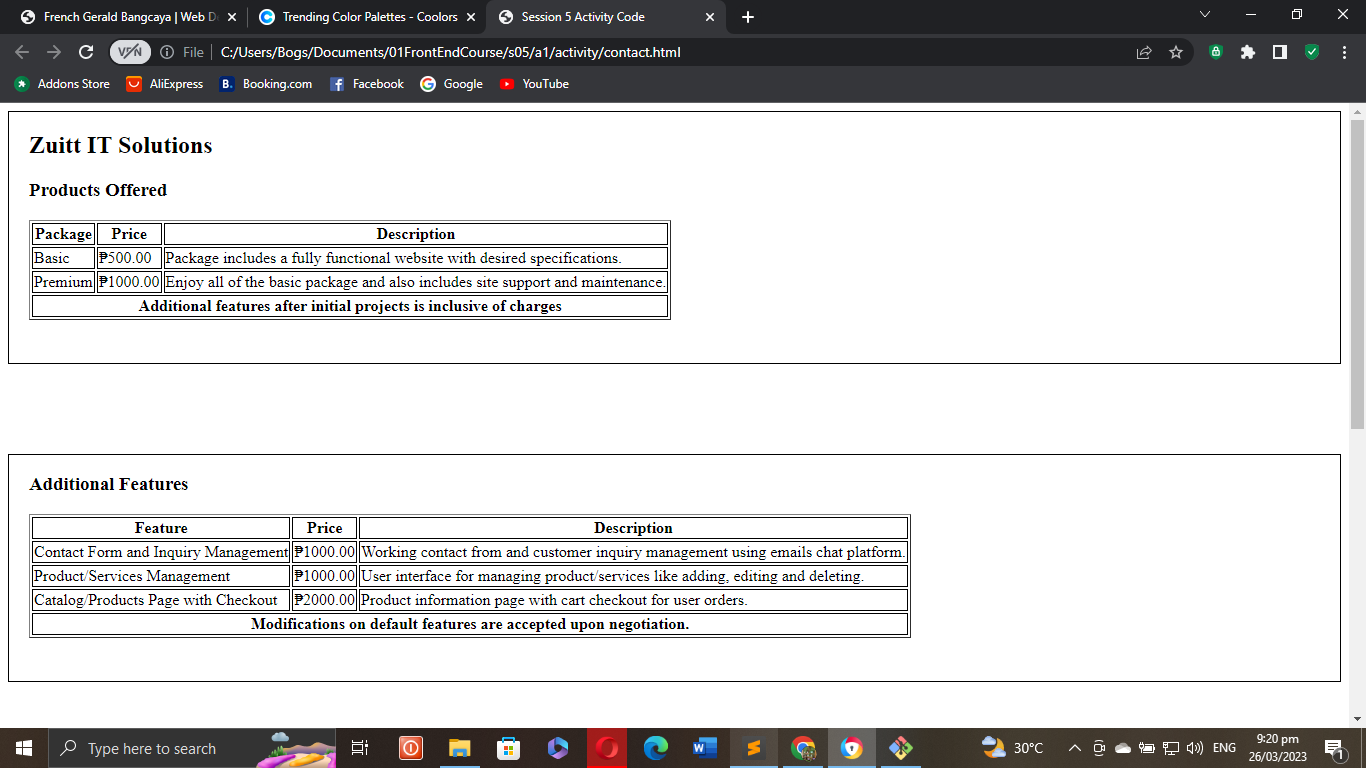 French Gerald Bangcaya | Web D
Trending Color Palettes - Coolors
Session 5 Activity Code
VPN
File
C:/Users/Bogs/Documents/01FrontEndCourse/s05/a1/activity/contact.html
Addons Store
AliExpress
B.
Booking.com
Facebook
Google
YouTube
Zuitt IT Solutions
Products Offered
Package Price Description
Basic ₱500.00 Package includes a fully functional website with desired specifications.
Premium ₱1000.00 Enjoy all of the basic package and also includes site support and maintenance.
Additional features after initial projects is inclusive of charges
Additional Features
Feature Price Description
Contact Form and Inquiry Management ₱1000.00 Working contact from and customer inquiry management using emails chat platform.
Product/Services Management ₱1000.00 User interface for managing product/services like adding, editing and deleting.
Catalog/Products Page with Checkout ₱2000.00 Product information page with cart checkout for user orders.
Modifications on default features are accepted upon negotiation.
Type here to search
30°C
ENG
9:20 pm
26/03/2023
1